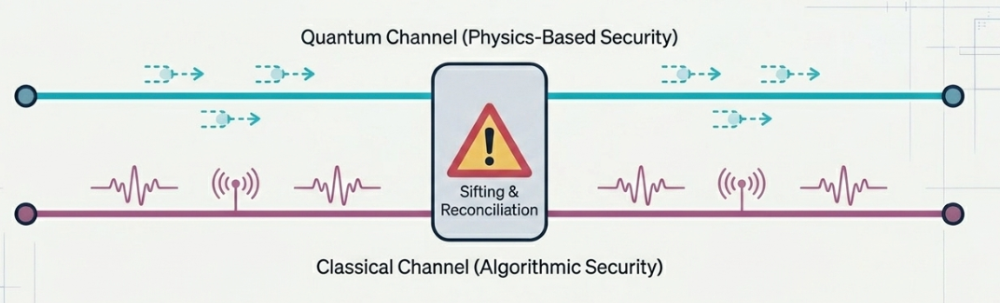 Quantum Channel (Physics-Based Security)
Sifting &
Reconciliation
Classical Channel (Algorithmic Security)